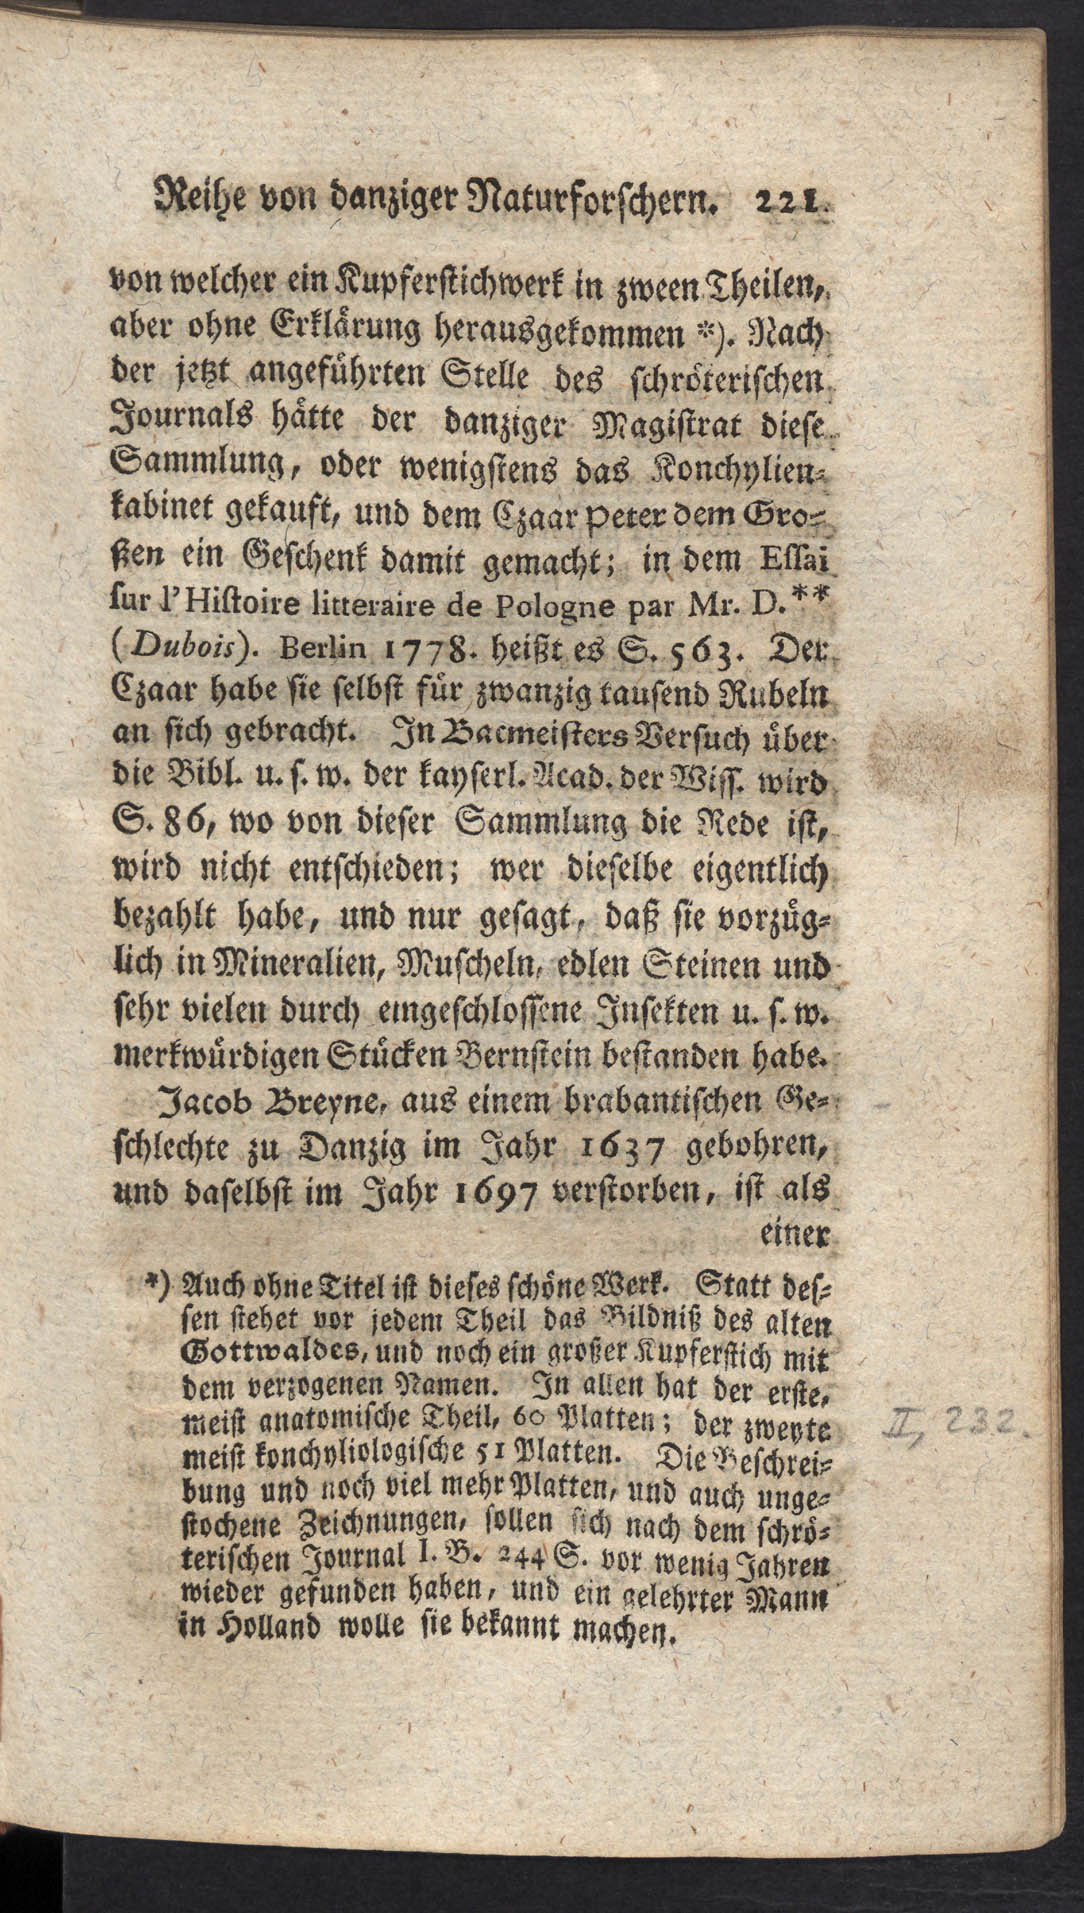 Reihe von danziger Naturforschern. 221.
von welcher ein Kupferstichwerk in zween Theilen,
aber ohne Erklärung herausgekommen *). Nach
der jetzt angeführten Stelle des schröterischen
Journals hätte der danziger Magistrat diese
Sammlung, oder wenigstens das Konchylien-
kabinet gekauft, und dem Czaar Peter dem Gro-
ßen ein Geschenk damit gemacht; in dem Essai
sur l'Histoire litteraire de Pologne par Mr. D.**
(Dubois). Berlin 1778. heißt es S. 563. Der
Czaar habe sie selbst für zwanzig tausend Rubeln
an sich gebracht. In Bacmeisters Versuch über
die Bibl. u. s. w. der kayserl. Acad. der Wiss. wird
S. 86, wo von dieser Sammlung die Rede ist,
wird nicht entschieden; wer dieselbe eigentlich
bezahlt habe, und nur gesagt, daß sie vorzüg-
lich in Mineralien, Muscheln, edlen Steinen und
sehr vielen durch eingeschlossene Insekten u. s. w.
merkwürdigen Stücken Bernstein bestanden habe.
Jacob Breyne, aus einem brabantischen Ge-
schlechte zu Danzig im Jahr 1637 gebohren,
und daselbst im Jahr 1697 verstorben, ist als
einer
*) Auch ohne Titel ist dieses schöne Werk. Statt des-
sen stehet vor jedem Theil das Bildniß des alten
Gottwaldes, und noch ein großer Kupferstich mit
dem verzogenen Namen. In allen hat der erste,
meist anatomische Theil, 60 Platten; der zweyte
meist konchyliologische 51 Platten. Die Beschrei-
bung und noch viel mehr Platten, und auch unge-
stochene Zeichnungen, sollen sich nach dem schrö-
terischen Journal I. B. 244 S. vor wenig Jahren
wieder gefunden haben, und ein gelehrter Mann
in Holland wolle sie bekannt machen.
II, 232.